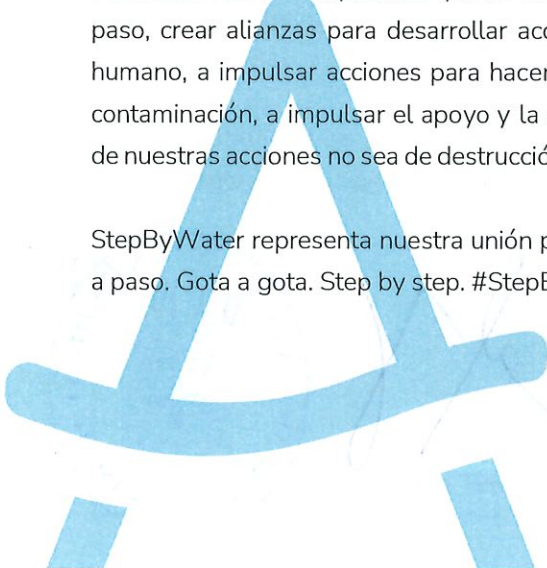 paso, crear alianzas para desarrollar acc
humano, a impulsar acciones para hacer
contaminación, a impulsar el apoyo y la
de nuestras acciones no sea de destrucció
StepByWater representa nuestra unión p
a paso. Gota a gota. Step by step. #StepB